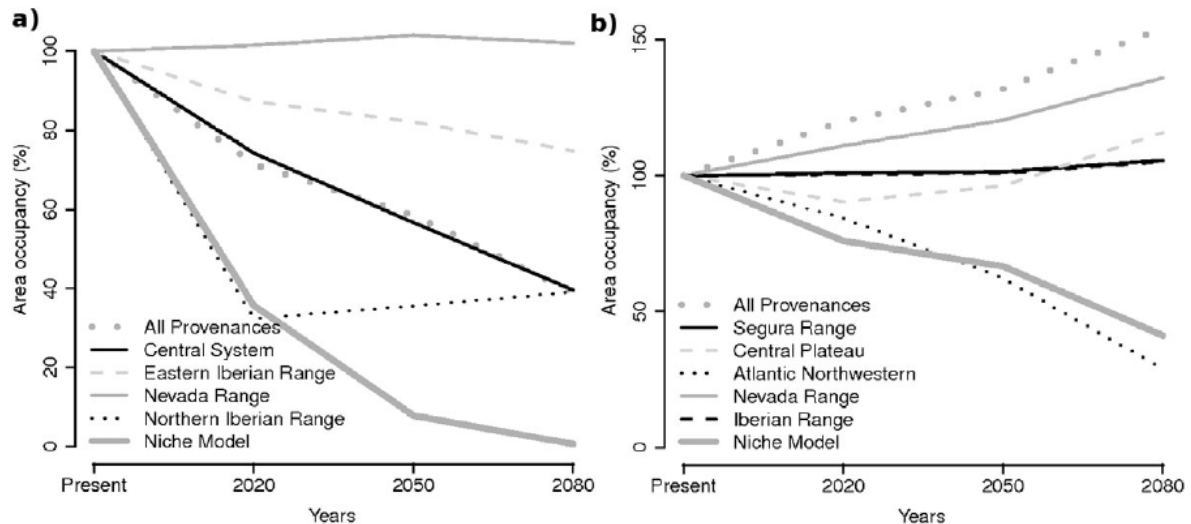 a)
100
80
60
40
20
0
Area occupancy (%)
All Provenances
Central System
Eastern Iberian Range
Nevada Range
Northern Iberian Range
Niche Model
Present 2020 2050 2080
Years
b)
150
100
50
0
Area occupancy (%)
All Provenances
Segura Range
Central Plateau
Atlantic Northwestern
Nevada Range
Iberian Range
Niche Model
Present 2020 2050 2080
Years